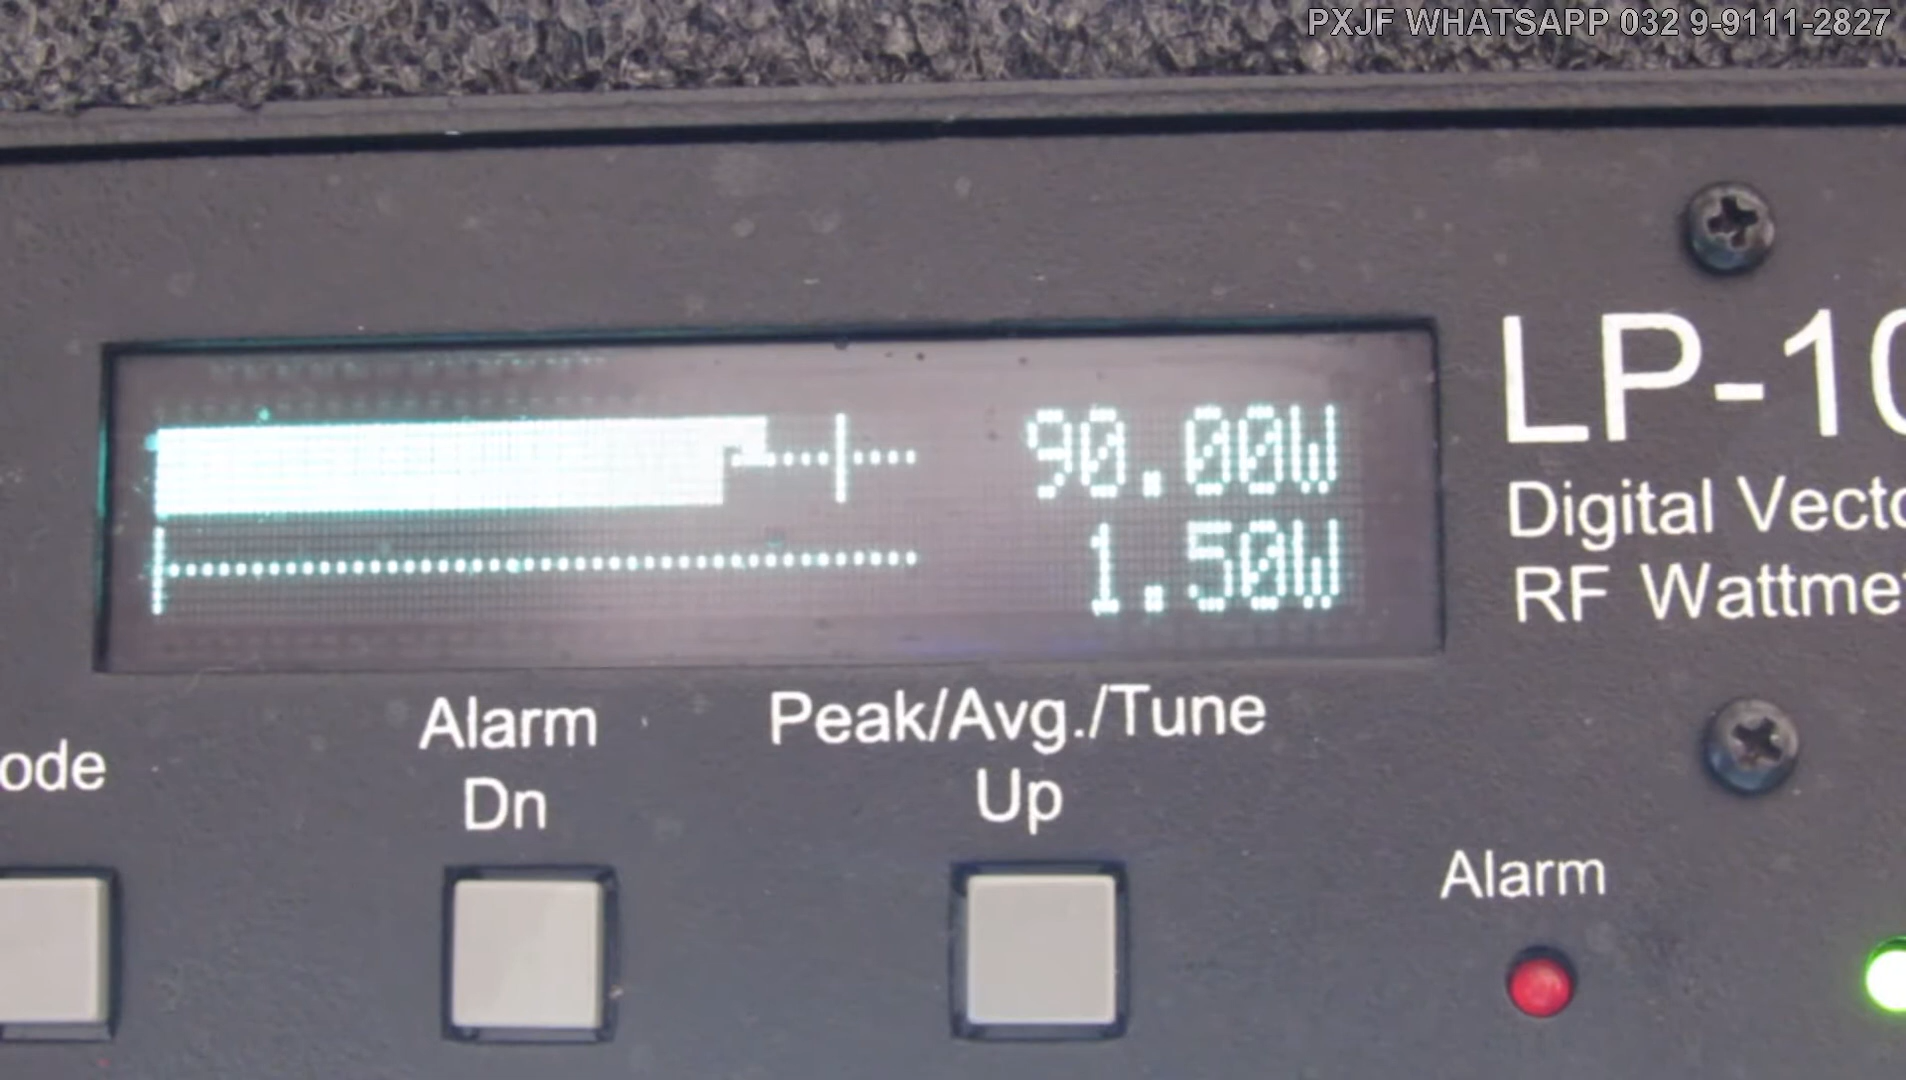 PXJF WHATSAPP 032 9-9111-2827
90.00W
1.50W
LP-10
Digital Vecto
RF Wattme
Alarm
Dn
Peak/Avg./Tune
Up
ode
Alarm